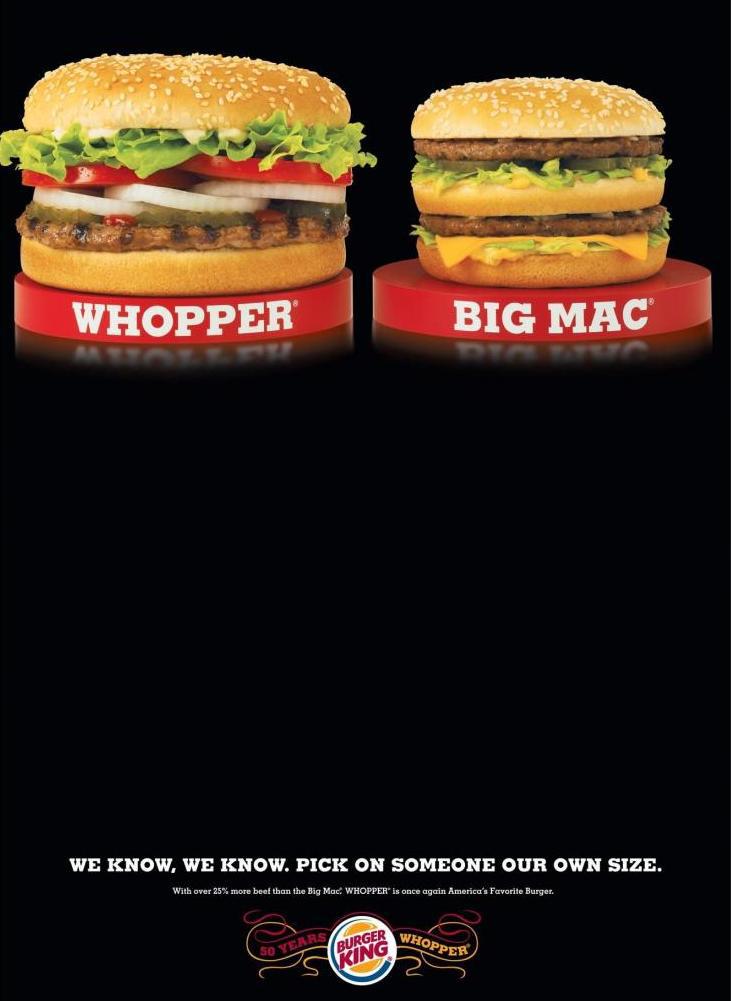 WHOPPER®
BIG MAC®
WE KNOW, WE KNOW. PICK ON SOMEONE OUR OWN SIZE.
With over 25% more beef than the Big Mac,® WHOPPER® is once again America's Favorite Burger.
50 YEARS
BURGER KING®
WHOPPER®